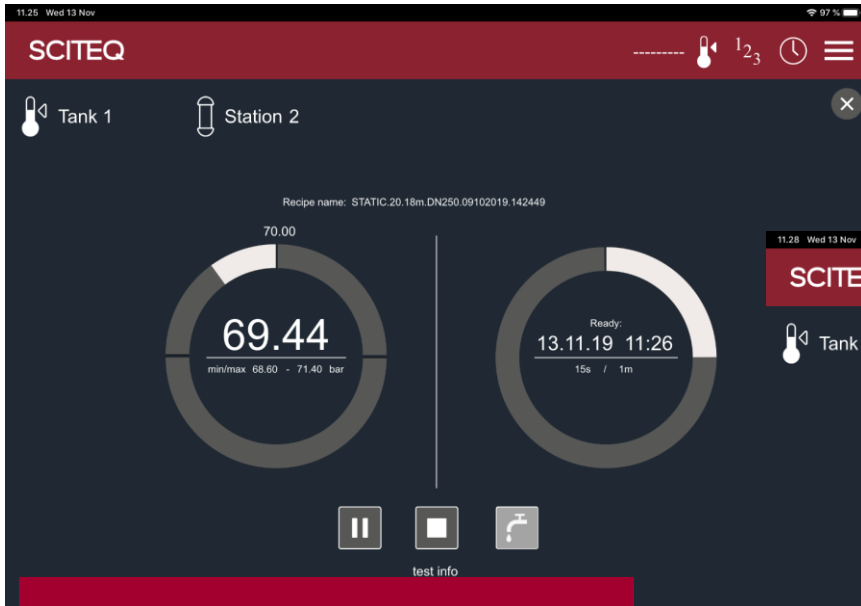 11.25 Wed 13 Nov
97 %
SCITEQ
---------
1 2 3
Tank 1
Station 2
Recipe name: STATIC.20.18m.DN250.09102019.142449
70.00
69.44
min/max 68.60 - 71.40 bar
Ready:
13.11.19 11:26
15s / 1m
test info
11.28 Wed 13 Nov
SCITE
Tank